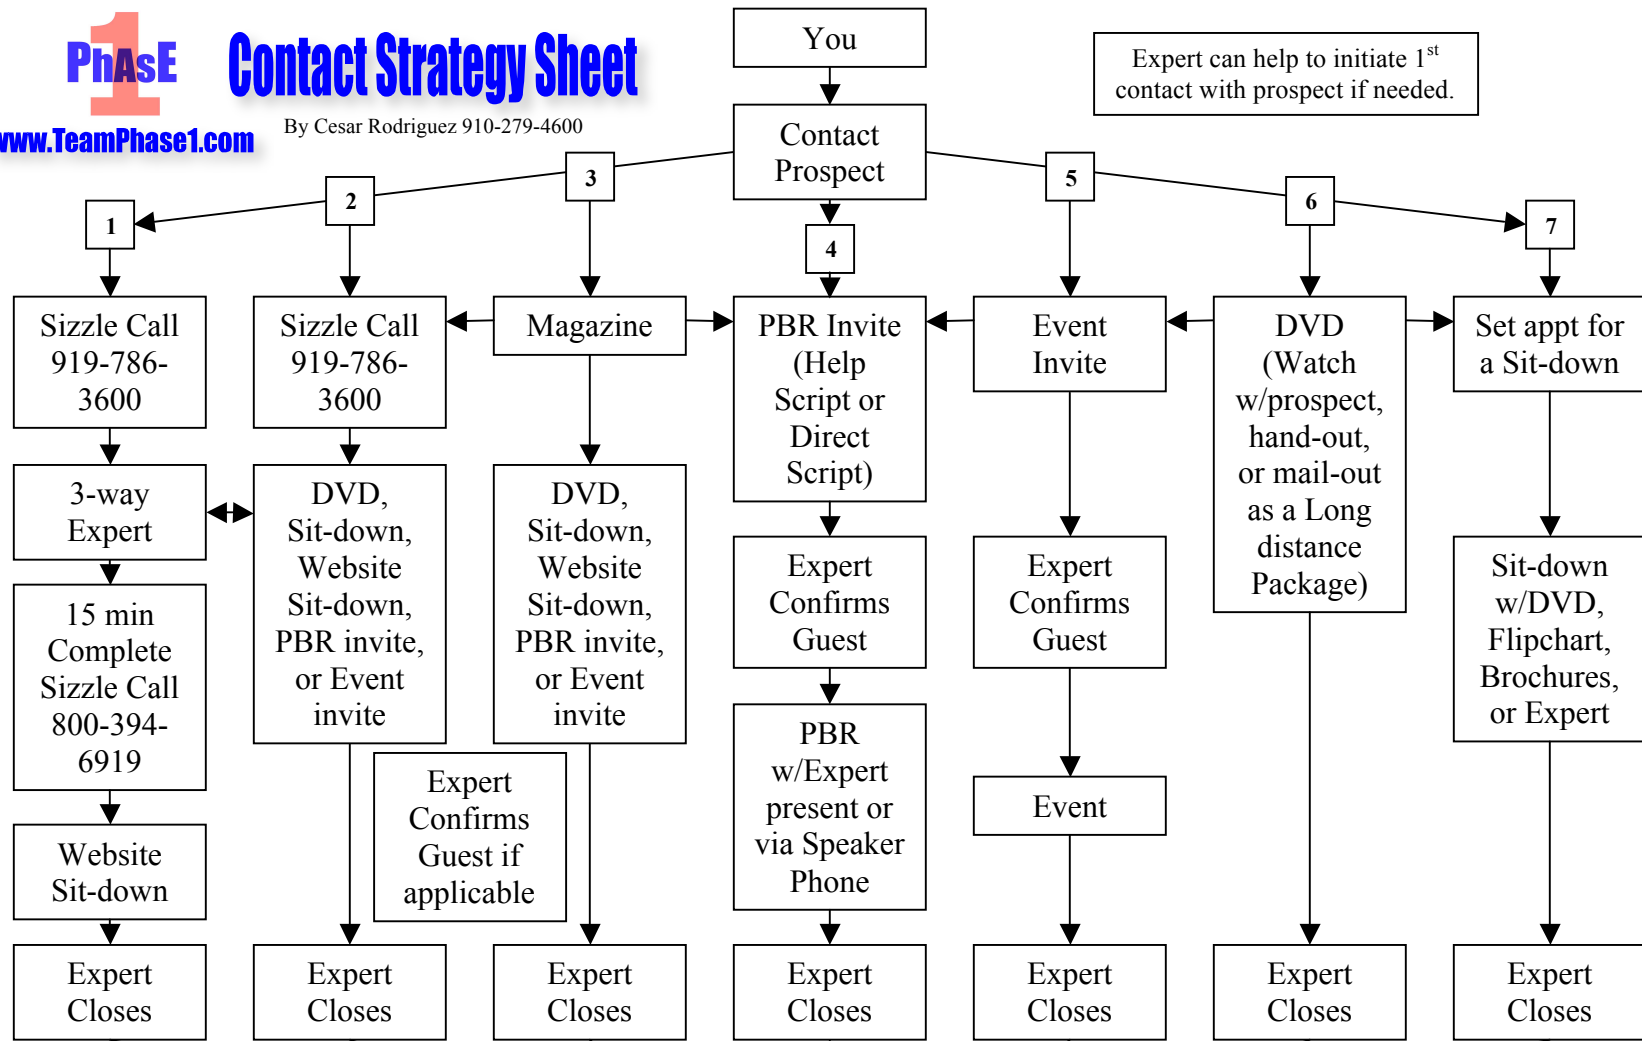 1
PhAsE
www.TeamPhase1.com
Contact Strategy Sheet
By Cesar Rodriguez 910-279-4600
You
Expert can help to initiate 1st
contact with prospect if needed.
Contact
Prospect
1
2
3
4
5
6
7
Sizzle Call
919-786-
3600
3-way
Expert
15 min
Complete
Sizzle Call
800-394-
6919
Website
Sit-down
Expert
Closes
Sizzle Call
919-786-
3600
DVD,
Sit-down,
Website
Sit-down,
PBR invite,
or Event
invite
Expert
Closes
Expert
Confirms
Guest if
applicable
Magazine
DVD,
Sit-down,
Website
Sit-down,
PBR invite,
or Event
invite
Expert
Closes
PBR Invite
(Help
Script or
Direct
Script)
Expert
Confirms
Guest
PBR
w/Expert
present or
via Speaker
Phone
Expert
Closes
Event
Invite
Expert
Confirms
Guest
Event
Expert
Closes
DVD
(Watch
w/prospect,
hand-out,
or mail-out
as a Long
distance
Package)
Expert
Closes
Set appt for
a Sit-down
Sit-down
w/DVD,
Flipchart,
Brochures,
or Expert
Expert
Closes